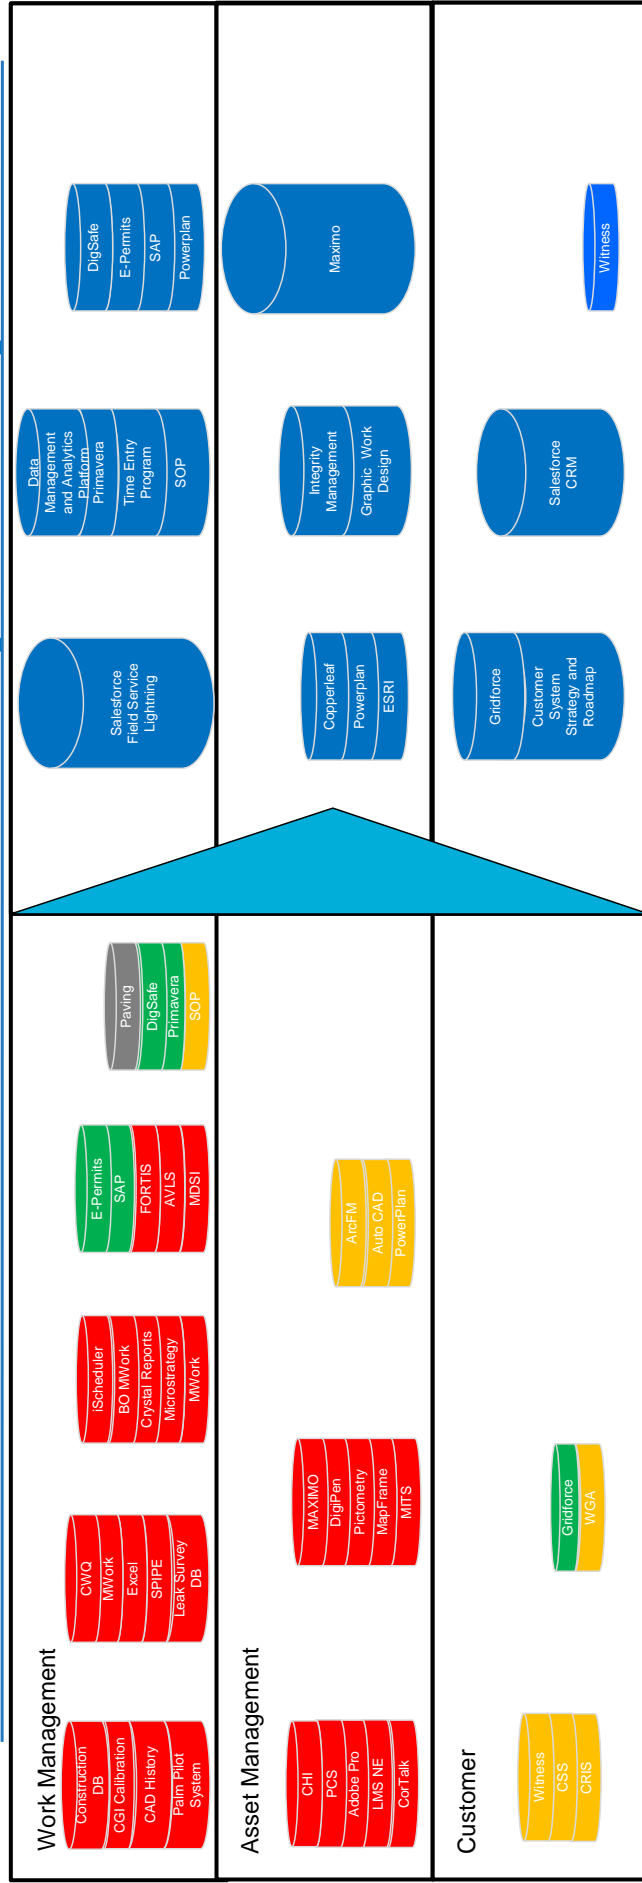 Work Management
Construction
DB
CGI Calibration
CAD History
Palm Pilot
System
CWQ
MWork
Excel
SPIPE
Leak Survey
DB
iScheduler
BO MWork
Crystal Reports
Microstrategy
MWork
E-Permits
SAP
FORTIS
AVLS
MDSI
Paving
DigSafe
Primavera
SOP
Salesforce
Field Service
Lightning
Data
Management
and Analytics
Platform
Primavera
Time Entry
Program
SOP
DigSafe
E-Permits
SAP
Powerplan
Asset Management
CHI
PCS
Adobe Pro
LMS NE
CorTalk
MAXIMO
DigiPen
Pictometry
MapFrame
MITS
ArcFM
Auto CAD
PowerPlan
Copperleaf
Powerplan
ESRI
Integrity
Management
Graphic Work
Design
Maximo
Customer
Witness
CSS
CRIS
Gridforce
WGA
Gridforce
Customer
System
Strategy and
Roadmap
Salesforce
CRM
Witness